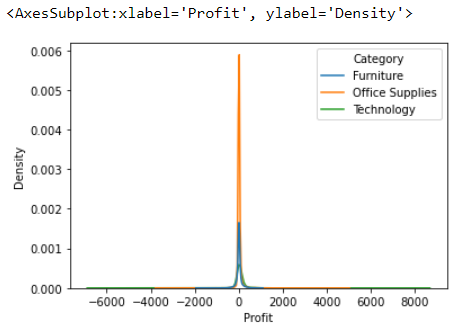 <AxesSubplot:xlabel='Profit', ylabel='Density'>
Category
Furniture
Office Supplies
Technology
0.006
0.005
0.004
0.003
0.002
0.001
0.000
Density
−6000 −4000 −2000 0 2000 4000 6000 8000
Profit